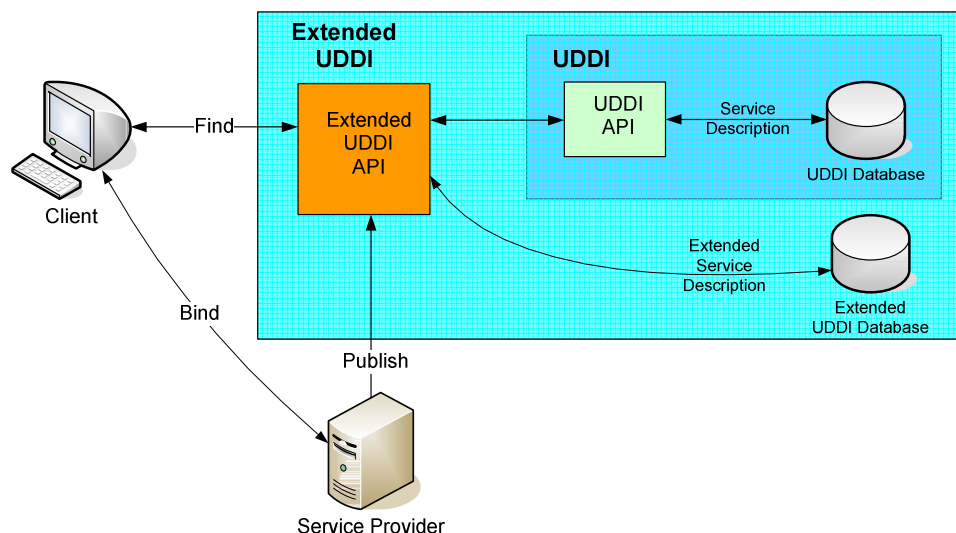 Extended
UDDI
UDDI
Extended
UDDI
API
UDDI
API
Service
Description
UDDI Database
Find
Client
Extended
Service
Description
Extended
UDDI Database
Bind
Publish
Service Provider